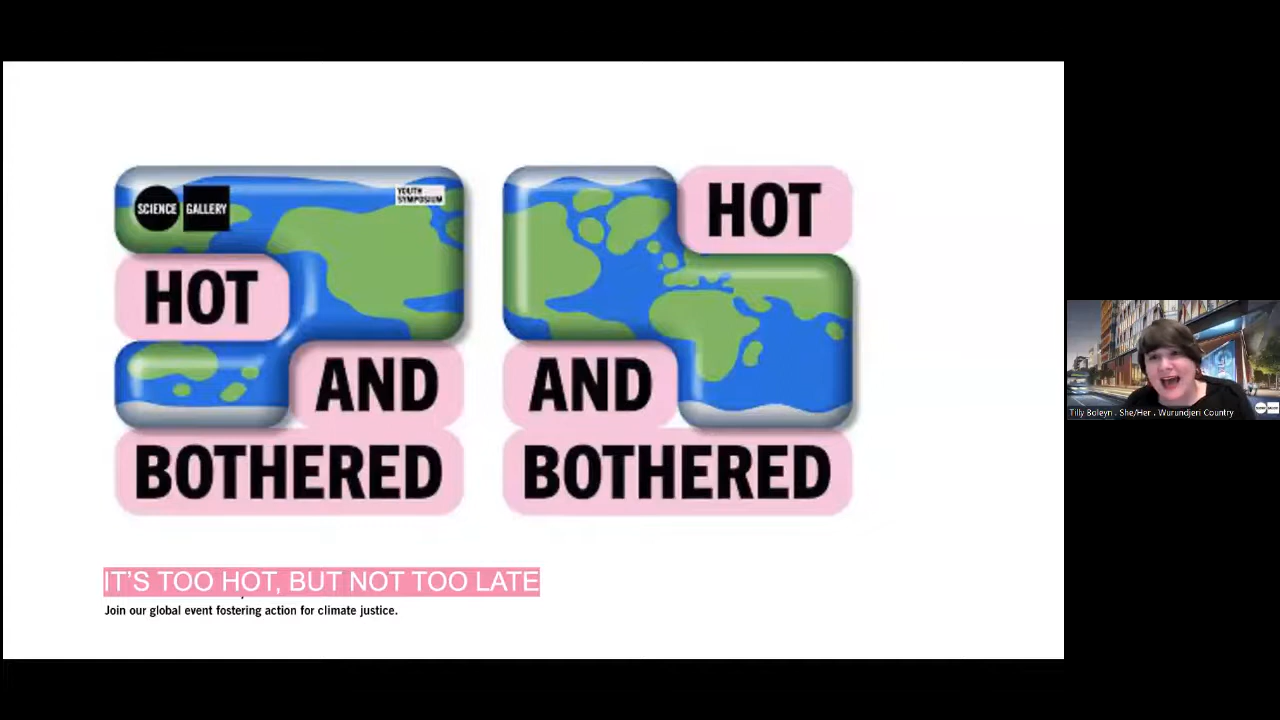 SCIENCE GALLERY
YOUTH
SYMPOSIUM
HOT
AND
BOTHERED
HOT
AND
BOTHERED
IT’S TOO HOT, BUT NOT TOO LATE
Join our global event fostering action for climate justice.
Tilly Boleyn . She/Her . Wurundjeri Country